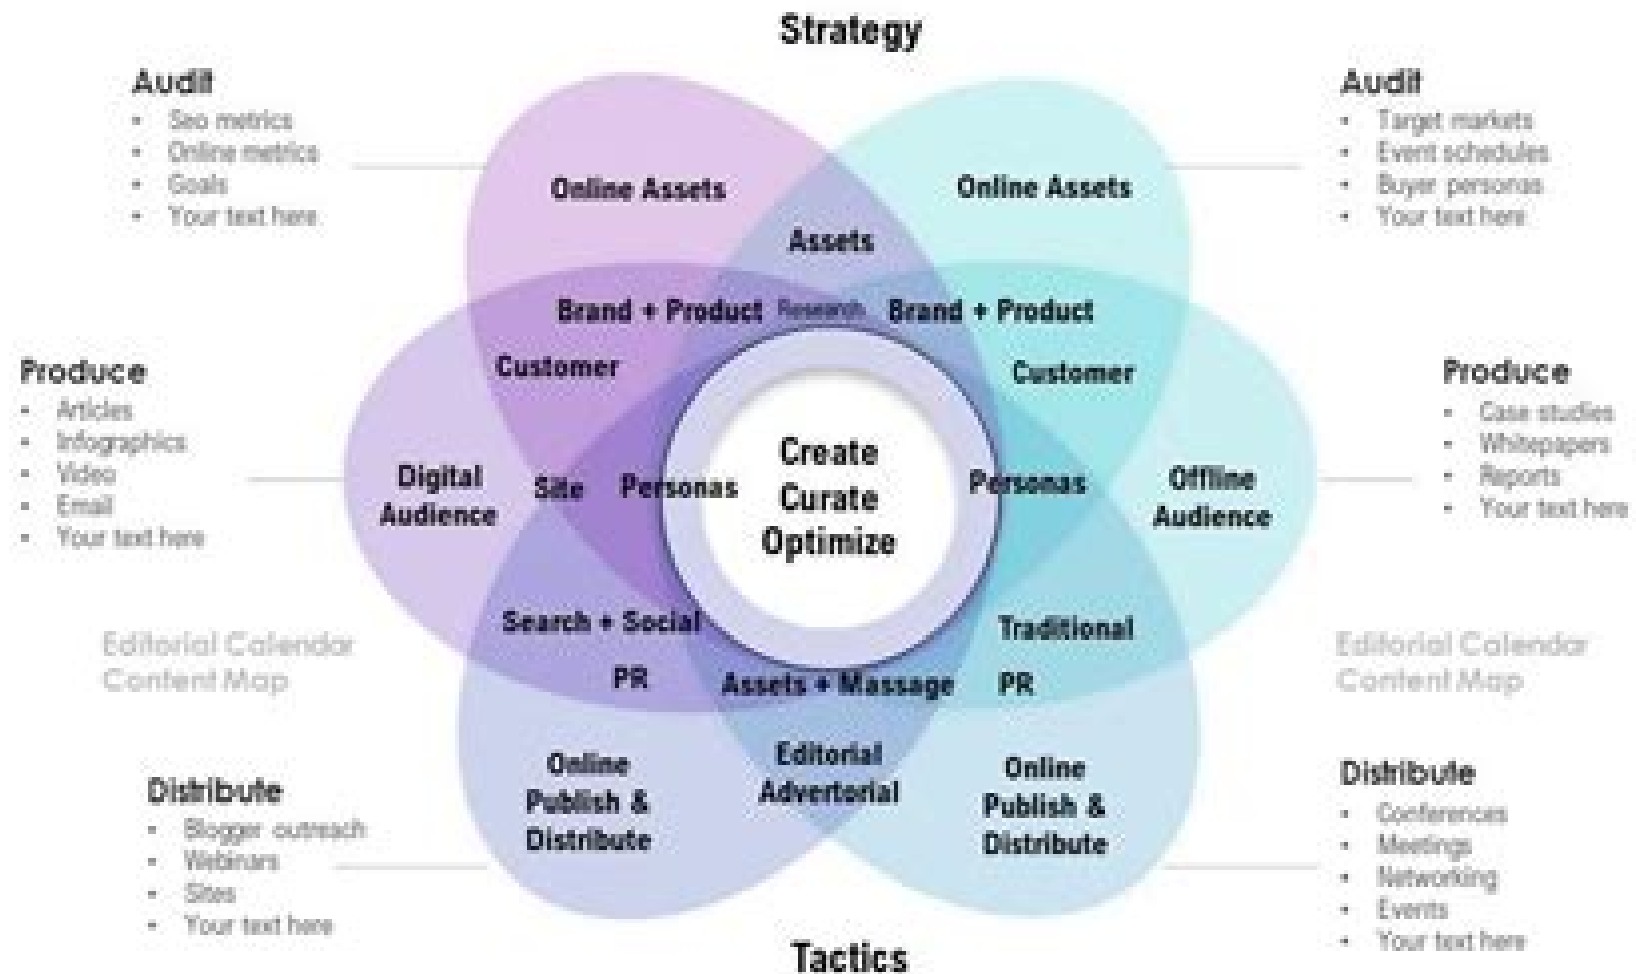 Strategy
Audit
• Seo metrics
• Online metrics
• Goals
• Your text here
Audit
• Target markets
• Event schedules
• Buyer personas
• Your text here
Online Assets
Online Assets
Assets
Brand + Product
Research
Brand + Product
Customer
Customer
Produce
• Articles
• Infographics
• Video
• Email
• Your text here
Produce
• Case studies
• Whitepapers
• Reports
• Your text here
Digital
Audience
Site
Personas
Create
Curate
Optimize
Personas
Offline
Audience
Search + Social
PR
Assets + Massage
Traditional
PR
Editorial Calendar
Content Map
Editorial Calendar
Content Map
Online
Publish &
Distribute
Editorial
Advertorial
Online
Publish &
Distribute
Distribute
• Blogger outreach
• Webinars
• Sites
• Your text here
Distribute
• Conferences
• Meetings
• Networking
• Events
• Your text here
Tactics